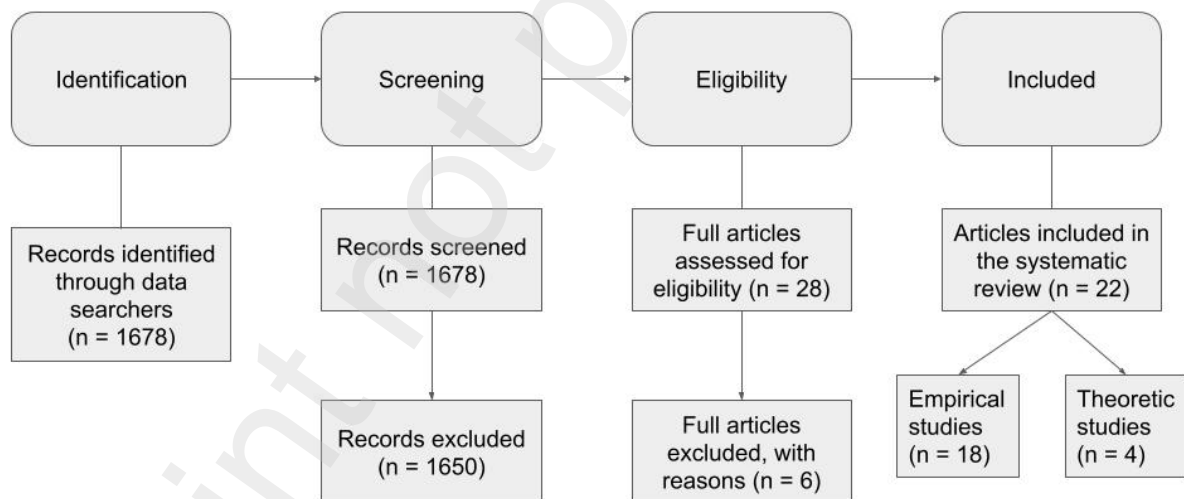 Identification
Screening
Eligibility
Included
Records identified
through data
searchers
(n = 1678)
Records screened
(n = 1678)
Full articles
assessed for
eligibility (n = 28)
Articles included in
the systematic
review (n = 22)
Records excluded
(n = 1650)
Full articles
excluded, with
reasons (n = 6)
Empirical
studies
(n = 18)
Theoretic
studies
(n = 4)
int not p